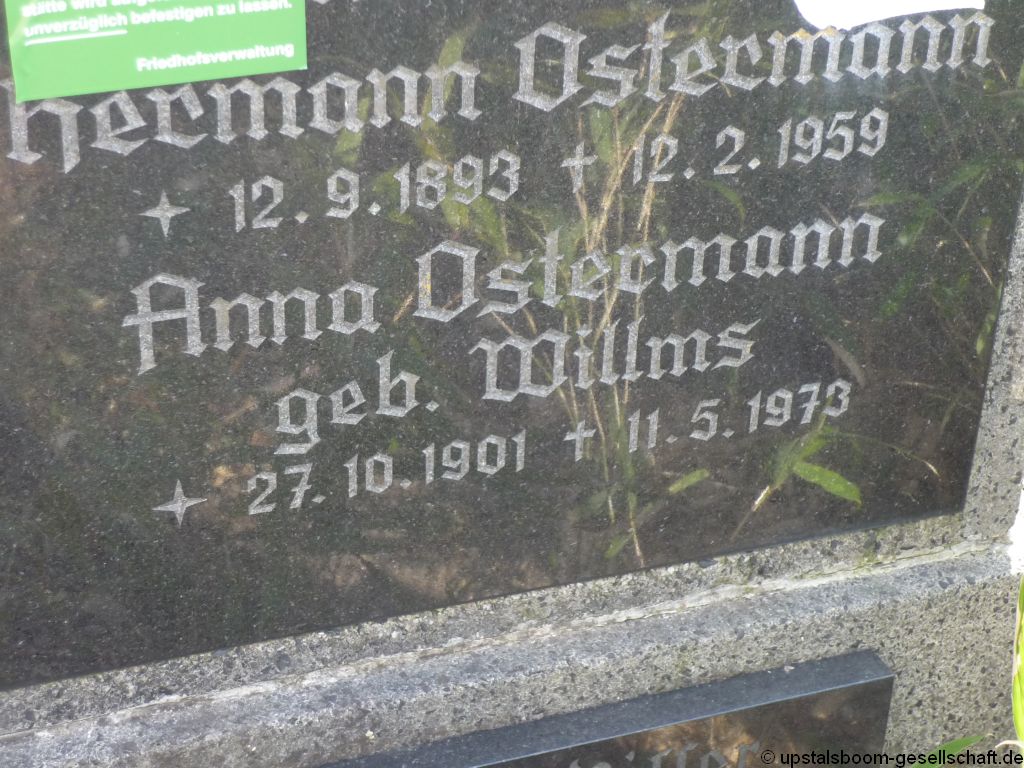 unverzüglich befestigen zu lassen.
Friedhofsverwaltung
Hermann Ostermann
12. 9. 1893 † 12. 2. 1959
Anna Ostermann
geb. Willms
27. 10. 1901 † 11. 5. 1973
© upstalsboom-gesellschaft.de